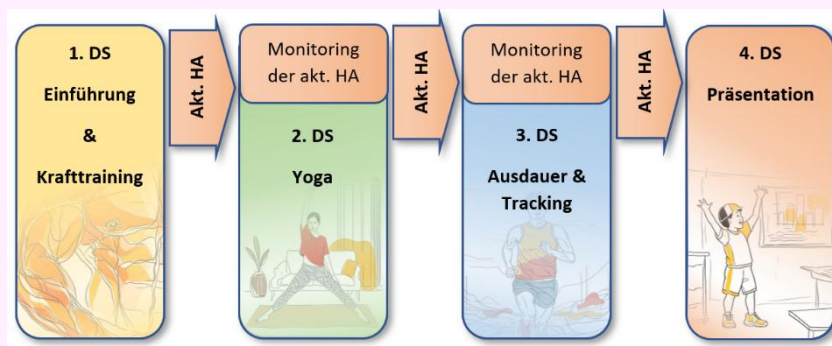 1. DS
Einführung
&
Krafttraining
Akt. HA
Monitoring
der akt. HA
2. DS
Yoga
Akt. HA
Monitoring
der akt. HA
3. DS
Ausdauer &
Tracking
Akt. HA
4. DS
Präsentation